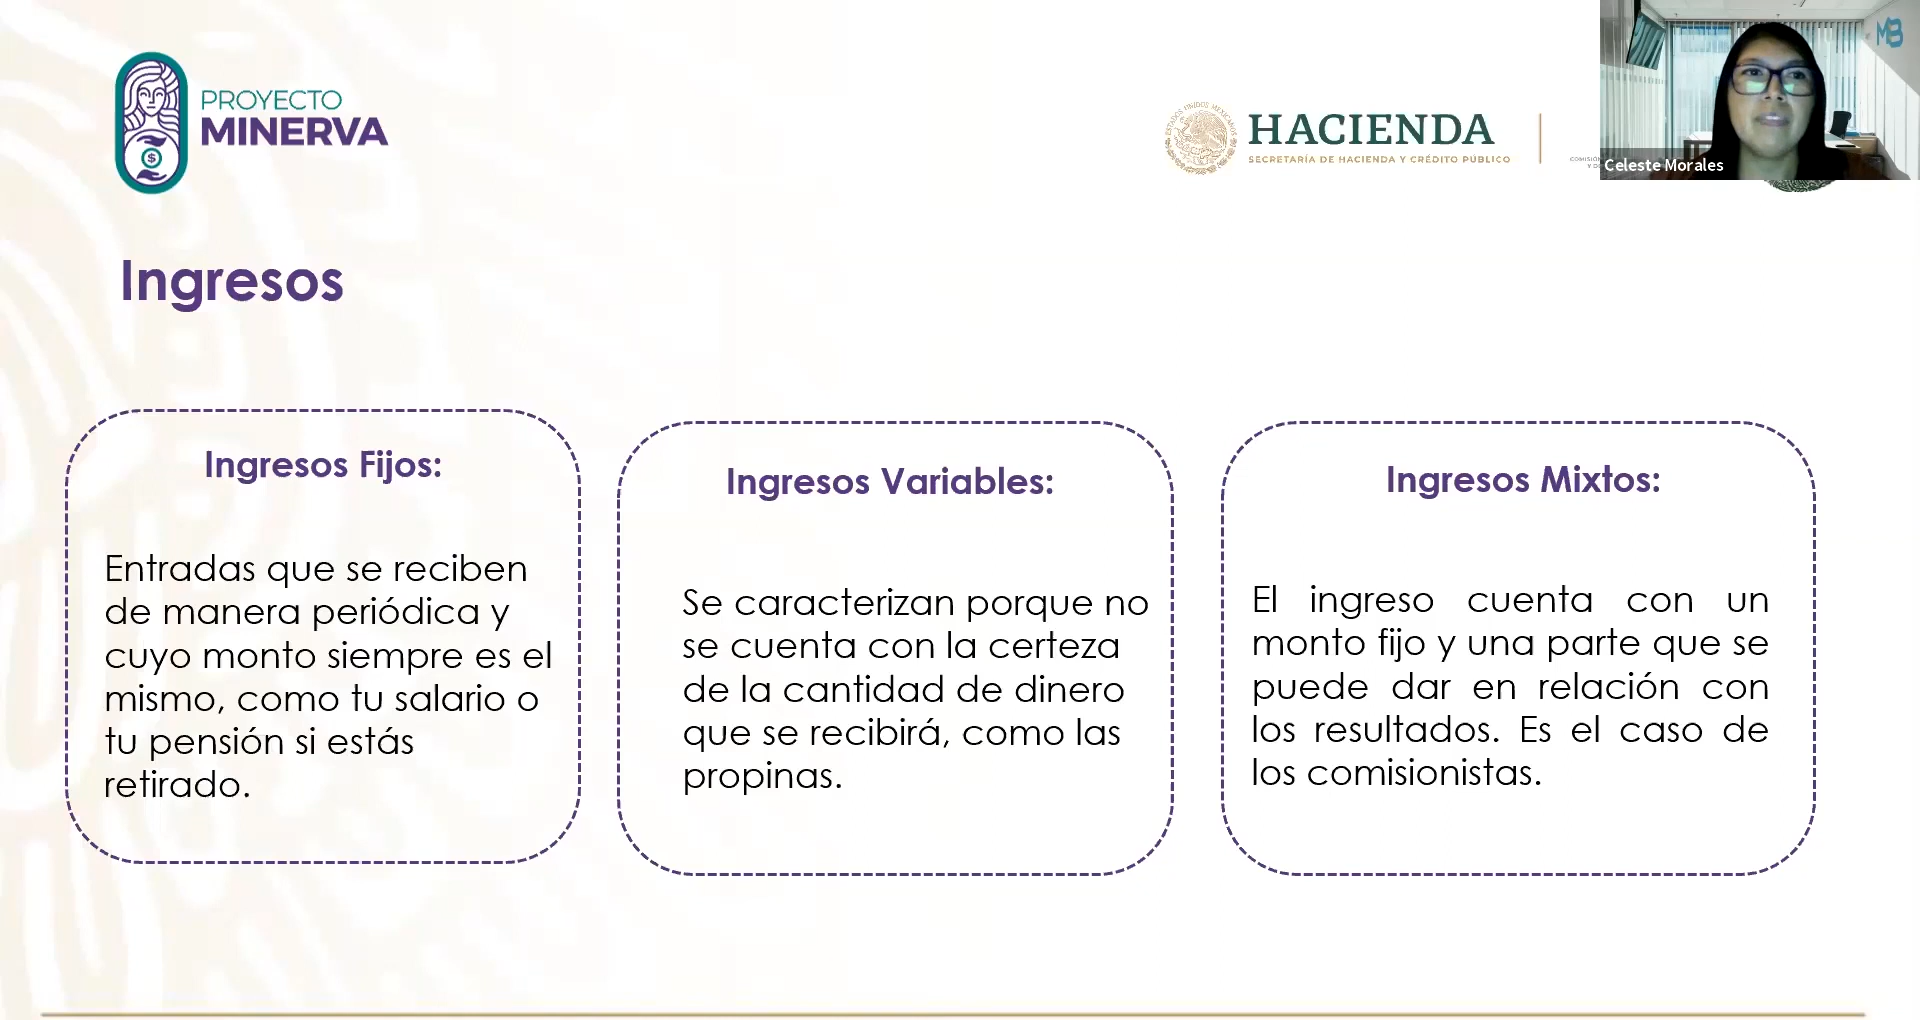 PROYECTO
MINERVA
ESTADOS UNIDOS MEXICANOS
HACIENDA
SECRETARÍA DE HACIENDA Y CRÉDITO PÚBLICO
MB
Celeste Morales
Ingresos
Ingresos Fijos:
Entradas que se reciben
de manera periódica y
cuyo monto siempre es el
mismo, como tu salario o
tu pensión si estás
retirado.
Ingresos Variables:
Se caracterizan porque no
se cuenta con la certeza
de la cantidad de dinero
que se recibirá, como las
propinas.
Ingresos Mixtos:
El ingreso cuenta con un
monto fijo y una parte que se
puede dar en relación con
los resultados. Es el caso de
los comisionistas.